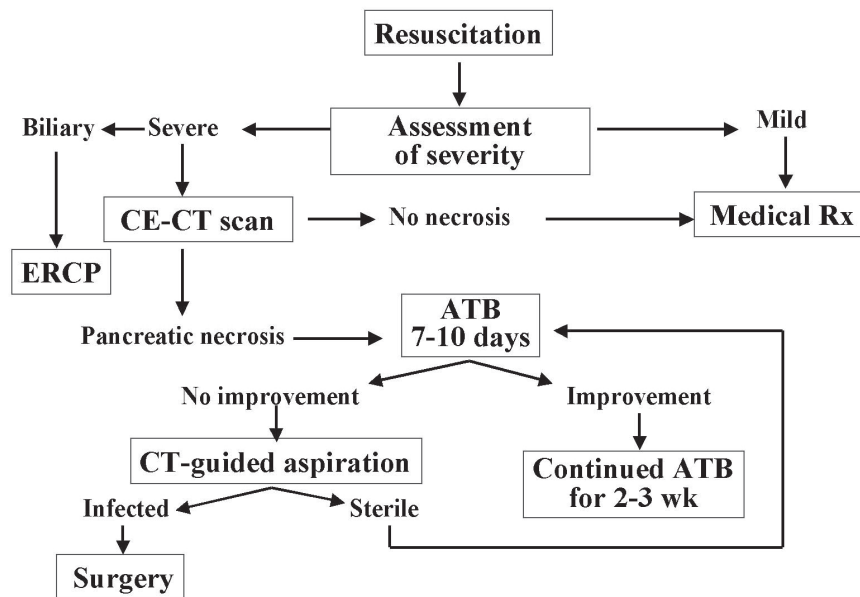 Resuscitation
Biliary
Severe
Assessment
of severity
Mild
CE-CT scan
No necrosis
Medical Rx
ERCP
Pancreatic necrosis
ATB
7-10 days
No improvement
Improvement
CT-guided aspiration
Continued ATB
for 2-3 wk
Infected
Sterile
Surgery